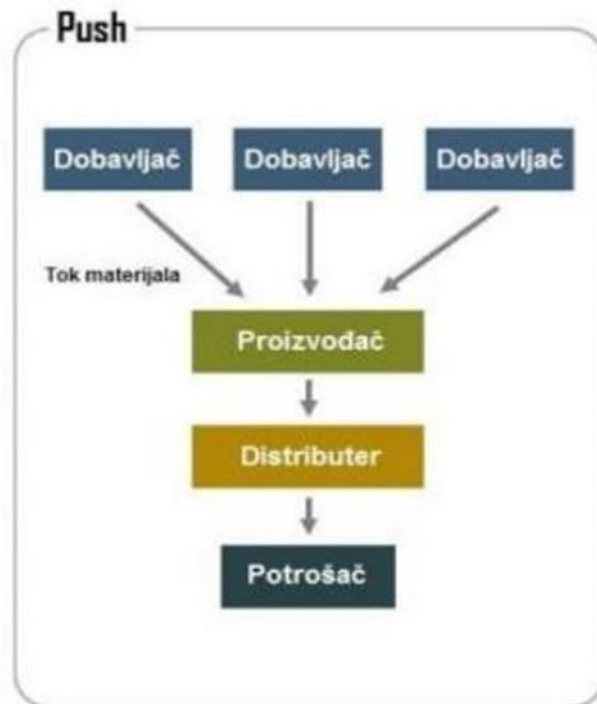 Push
Dobavljač Dobavljač Dobavljač
Tok materijala
Proizvođač
Distributer
Potrošač